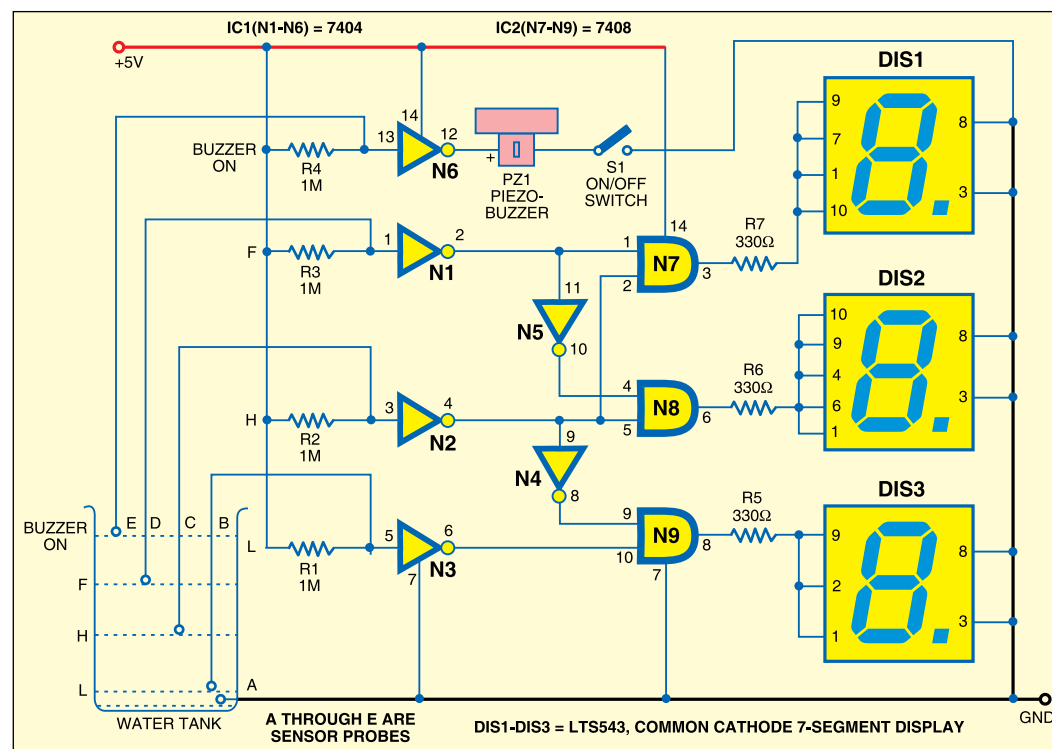 IC1(N1-N6) = 7404
IC2(N7-N9) = 7408
+5V
DIS1
14
13
12
N6
BUZZER
ON
R4
1M
+
PZ1
PIEZO-
BUZZER
S1
ON/OFF
SWITCH
9
7
1
10
8
3
F
R3
1M
1
2
N1
11
N5
10
14
1
2
N7
3
R7
330Ω
DIS2
10
9
4
6
1
8
3
H
R2
1M
3
4
N2
9
N4
8
4
5
N8
6
R6
330Ω
DIS3
9
2
1
8
3
L
R1
1M
5
6
N3
7
9
10
N9
8
7
R5
330Ω
BUZZER
ON
E
D
C
B
F
H
L
A
WATER TANK
A THROUGH E ARE
SENSOR PROBES
DIS1-DIS3 = LTS543, COMMON CATHODE 7-SEGMENT DISPLAY
GND